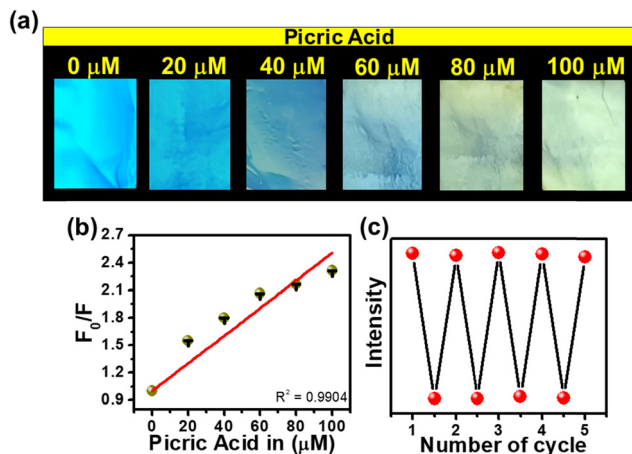 (a)
Picric Acid
0 µM 20 µM 40 µM 60 µM 80 µM 100 µM
(b)
2.7
2.4
2.1
1.8
1.5
1.2
0.9
F₀/F
R² = 0.9904
0 20 40 60 80 100
Picric Acid in (µM)
(c)
Intensity
1 2 3 4 5
Number of cycle